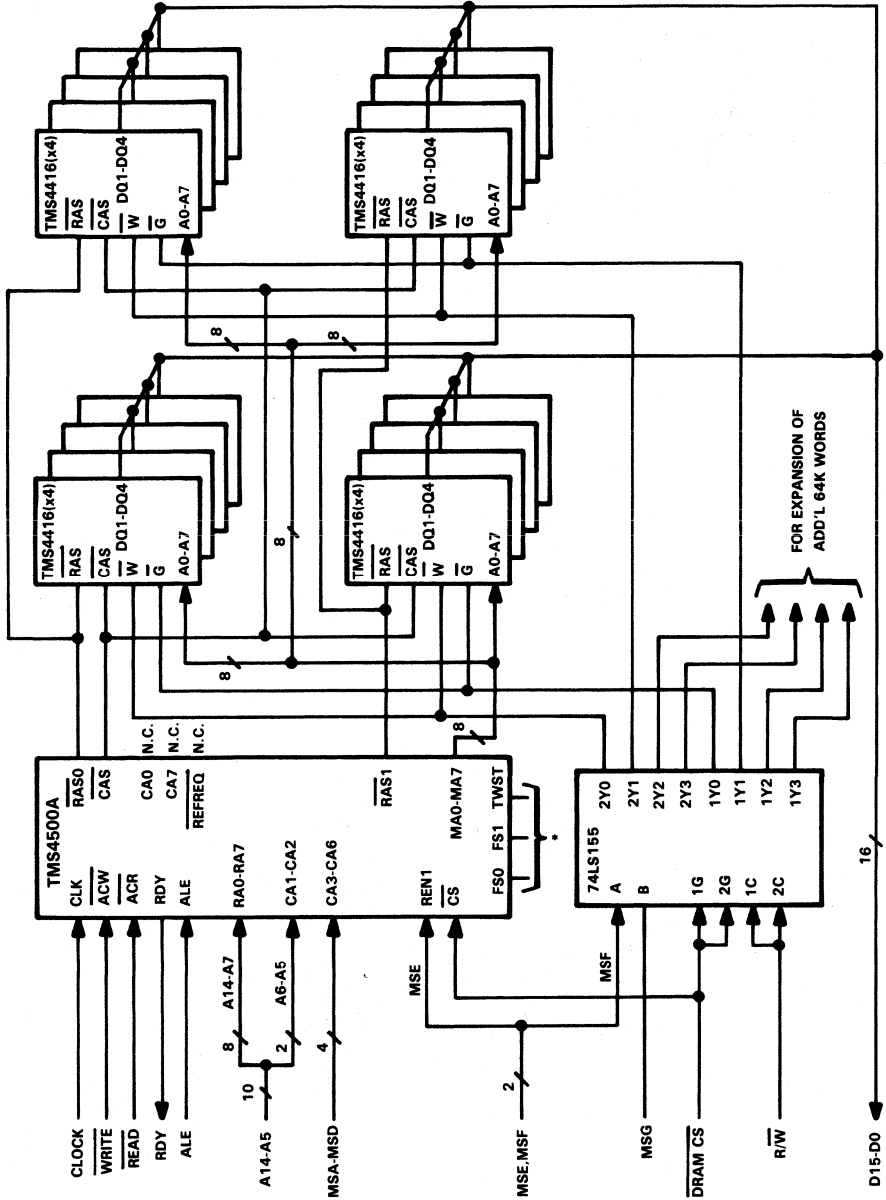 CLOCK
WRITE
READ
RDY
ALE
A14-A5
MSA-MSD
MSE,MSF
MSG
DRAM CS
R/W
D15-D0
10
8
A14-A7
2
A6-A5
4
2
MSE
MSF
16
TMS4500A
CLK
ACW
ACR
RDY
ALE
RA0-RA7
CA1-CA2
CA3-CA6
REN1
CS
RAS0
CAS
CA0
CA7
REFREQ
RAS1
MA0-MA7
FS0
FS1
TWST
*
N.C.
N.C.
N.C.
8
8
8
8
8
74LS155
A
B
1G
2G
1C
2C
2Y0
2Y1
2Y2
2Y3
1Y0
1Y1
1Y2
1Y3
FOR EXPANSION OF
ADD'L 64K WORDS
TMS4416(x4)
RAS
CAS
DQ1-DQ4
W
G
A0-A7
TMS4416(x4)
RAS
CAS
DQ1-DQ4
W
G
A0-A7
TMS4416(x4)
RAS
CAS
DQ1-DQ4
W
G
A0-A7
TMS4416(x4)
RAS
CAS
DQ1-DQ4
W
G
A0-A7